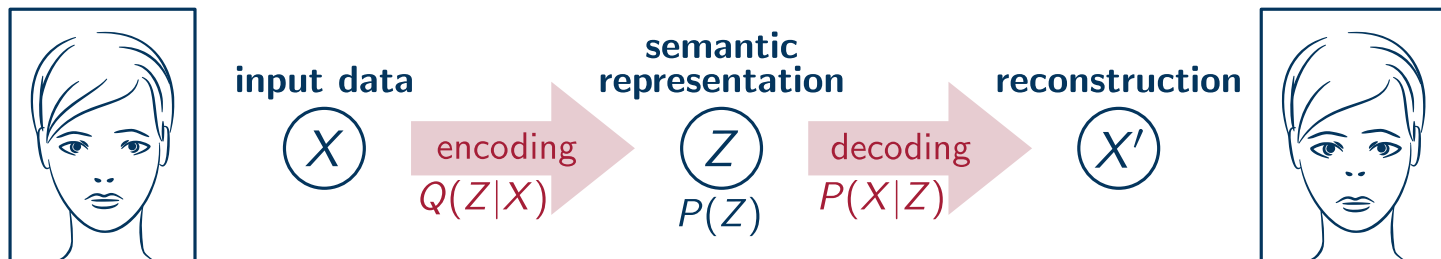 input data
X
encoding
Q(Z|X)
semantic
representation
Z
P(Z)
decoding
P(X|Z)
reconstruction
X′